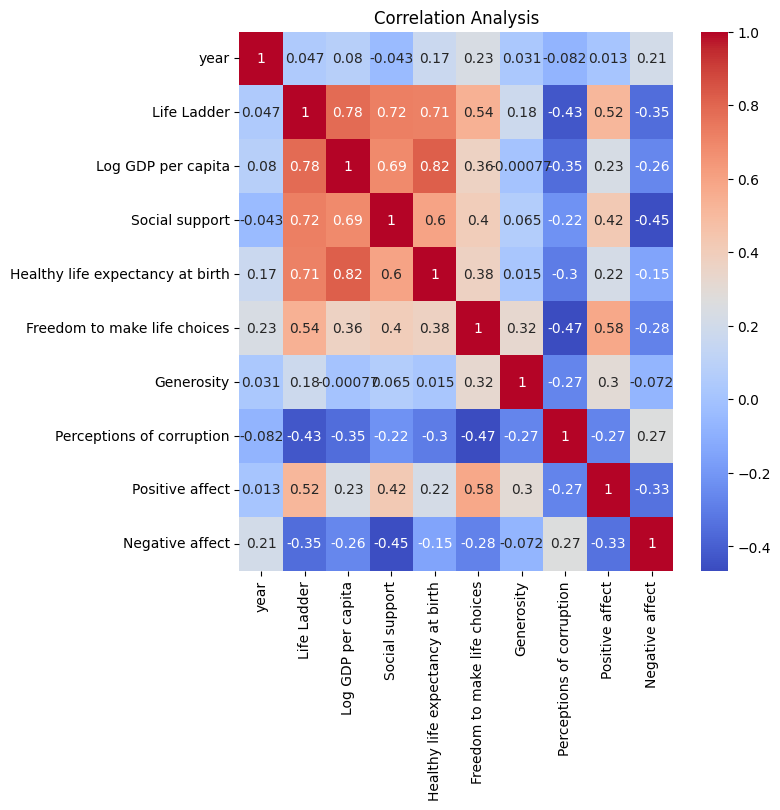 Correlation Analysis
year 1 0.047 0.08 -0.043 0.17 0.23 0.031 -0.082 0.013 0.21
Life Ladder 0.047 1 0.78 0.72 0.71 0.54 0.18 -0.43 0.52 -0.35
Log GDP per capita 0.08 0.78 1 0.69 0.82 0.36 -0.00077 -0.35 0.23 -0.26
Social support -0.043 0.72 0.69 1 0.6 0.4 0.065 -0.22 0.42 -0.45
Healthy life expectancy at birth 0.17 0.71 0.82 0.6 1 0.38 0.015 -0.3 0.22 -0.15
Freedom to make life choices 0.23 0.54 0.36 0.4 0.38 1 0.32 -0.47 0.58 -0.28
Generosity 0.031 0.18 -0.00077 0.065 0.015 0.32 1 -0.27 0.3 -0.072
Perceptions of corruption -0.082 -0.43 -0.35 -0.22 -0.3 -0.47 -0.27 1 -0.27 0.27
Positive affect 0.013 0.52 0.23 0.42 0.22 0.58 0.3 -0.27 1 -0.33
Negative affect 0.21 -0.35 -0.26 -0.45 -0.15 -0.28 -0.072 0.27 -0.33 1
year
Life Ladder
Log GDP per capita
Social support
Healthy life expectancy at birth
Freedom to make life choices
Generosity
Perceptions of corruption
Positive affect
Negative affect
1.0
0.8
0.6
0.4
0.2
0.0
−0.2
−0.4